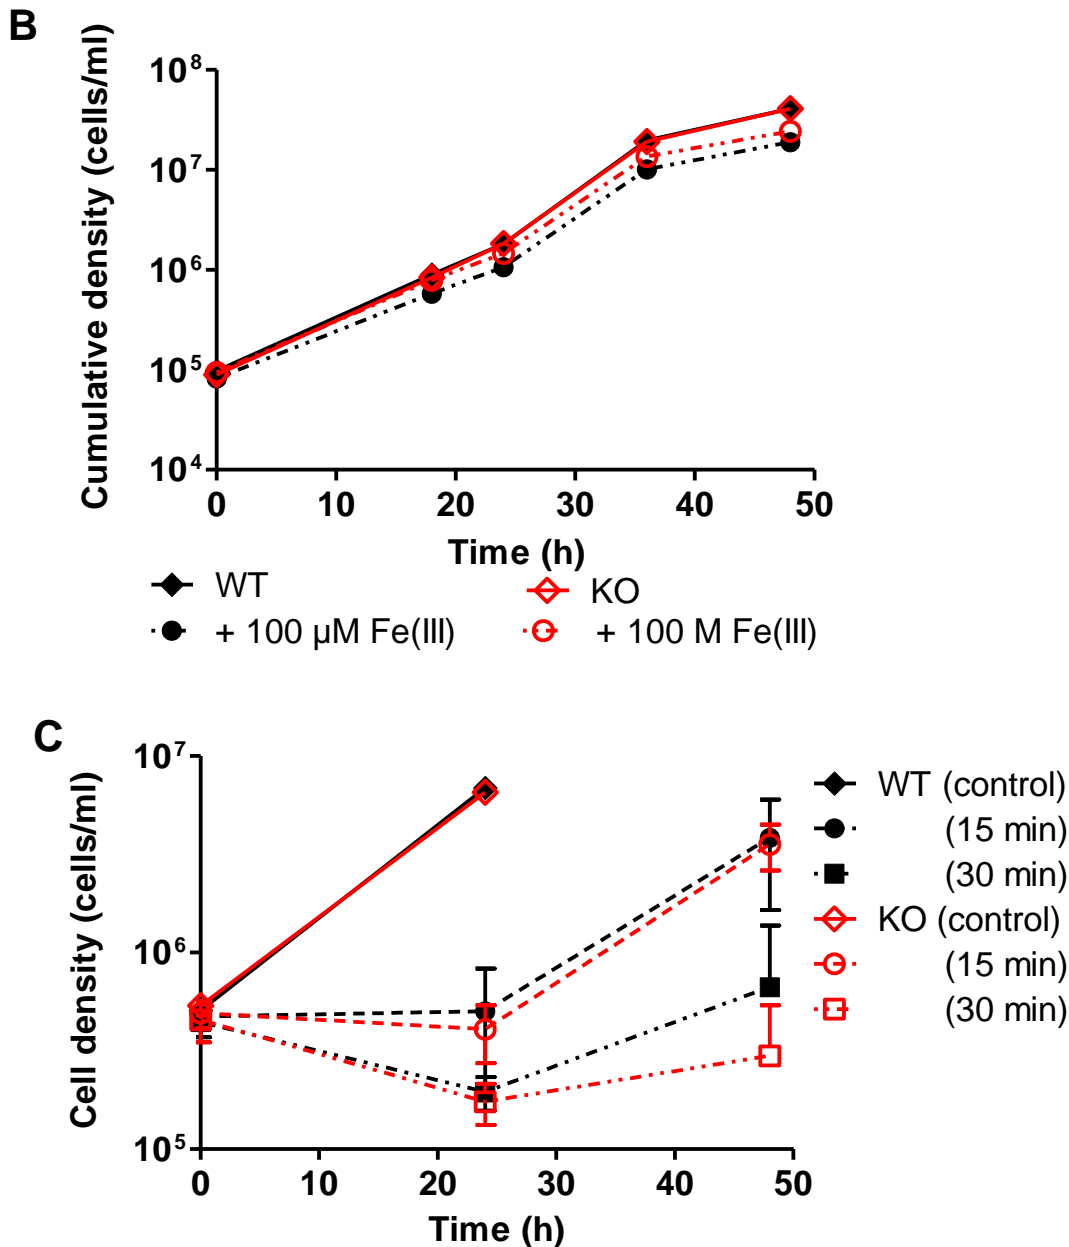 B
Cumulative density (cells/ml)
10⁸
10⁷
10⁶
10⁵
10⁴
0 10 20 30 40 50
Time (h)
WT KO
+ 100 µM Fe(III) + 100 M Fe(III)
C
Cell density (cells/ml)
10⁷
10⁶
10⁵
0 10 20 30 40 50
Time (h)
WT (control)
(15 min)
(30 min)
KO (control)
(15 min)
(30 min)